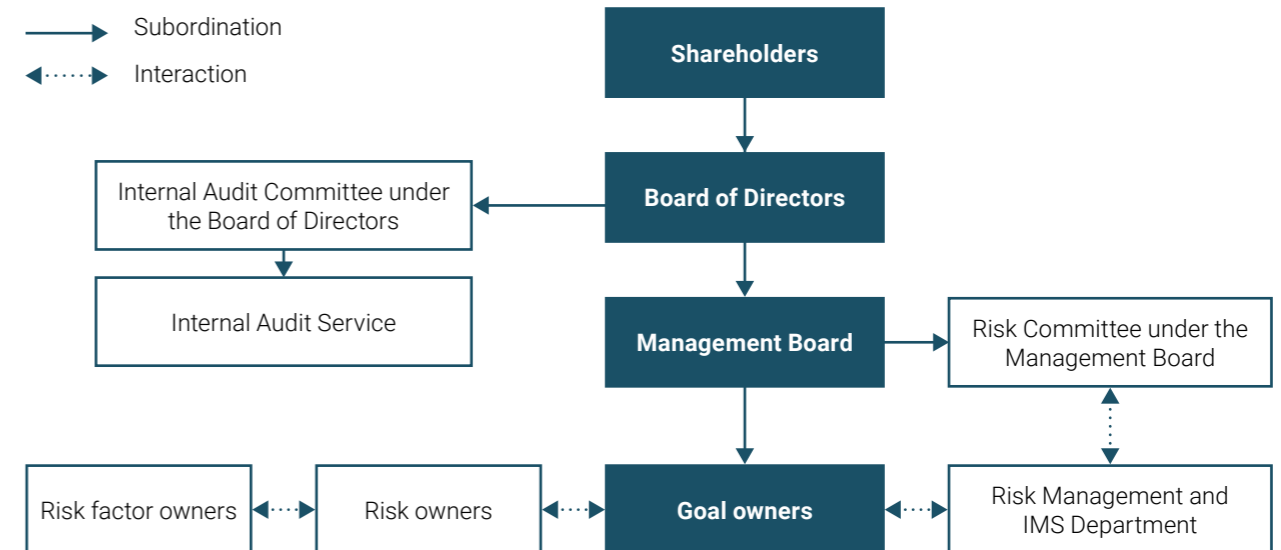 Subordination
Interaction
Shareholders
Board of Directors
Internal Audit Committee under
the Board of Directors
Internal Audit Service
Management Board
Risk Committee under the
Management Board
Risk factor owners
Risk owners
Goal owners
Risk Management and
IMS Department